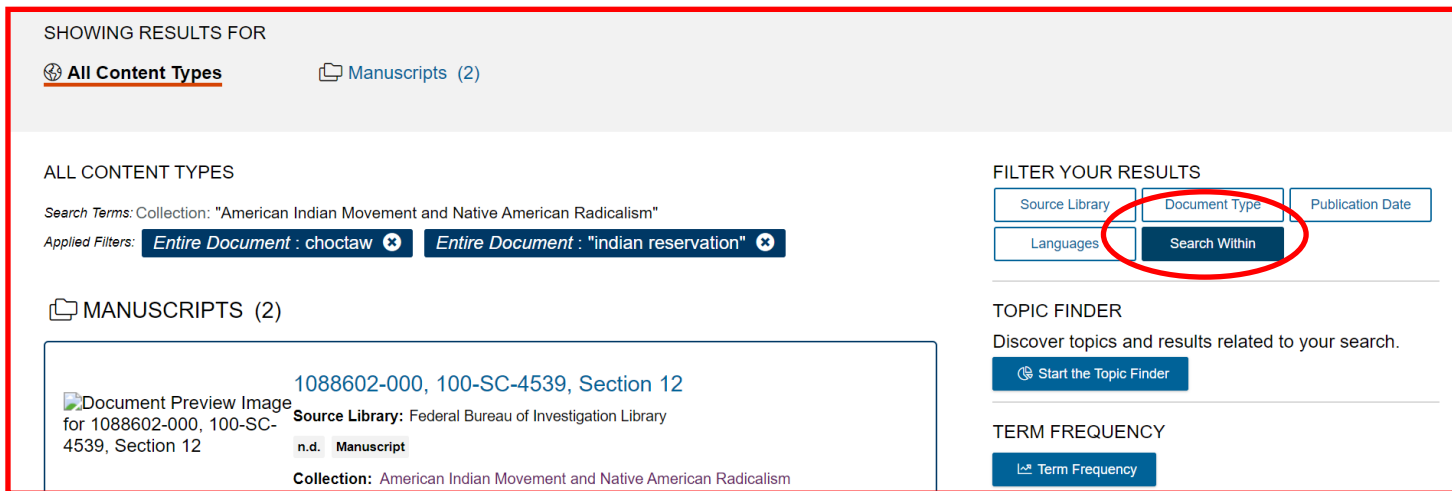 SHOWING RESULTS FOR
All Content Types
Manuscripts (2)
ALL CONTENT TYPES
Search Terms: Collection: "American Indian Movement and Native American Radicalism"
Applied Filters: Entire Document : choctaw Entire Document : "indian reservation"
MANUSCRIPTS (2)
Document Preview Image for 1088602-000, 100-SC-4539, Section 12
1088602-000, 100-SC-4539, Section 12
Source Library: Federal Bureau of Investigation Library
n.d. Manuscript
Collection: American Indian Movement and Native American Radicalism
FILTER YOUR RESULTS
Source Library Document Type Publication Date
Languages Search Within
TOPIC FINDER
Discover topics and results related to your search.
Start the Topic Finder
TERM FREQUENCY
Term Frequency